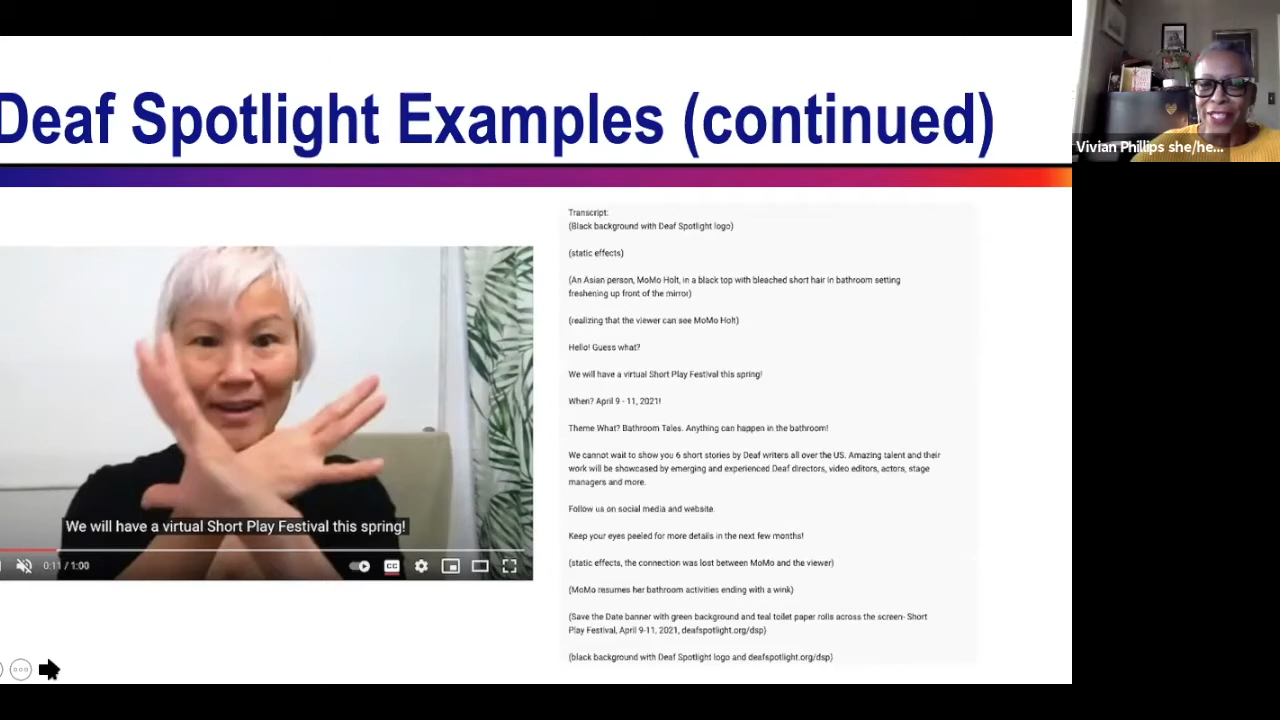 Deaf Spotlight Examples (continued)
Vivian Phillips she/he...
We will have a virtual Short Play Festival this spring!
0:11 / 1:00
CC
Transcript:
(Black background with Deaf Spotlight logo)
(static effects)
(An Asian person, MoMo Holt, in a black top with bleached short hair in bathroom setting
freshening up front of the mirror)
(realizing that the viewer can see MoMo Holt)
Hello! Guess what?
We will have a virtual Short Play Festival this spring!
When? April 9 - 11, 2021!
Theme What? Bathroom Tales. Anything can happen in the bathroom!
We cannot wait to show you 6 short stories by Deaf writers all over the US. Amazing talent and their
work will be showcased by emerging and experienced Deaf directors, video editors, actors, stage
managers and more.
Follow us on social media and website.
Keep your eyes peeled for more details in the next few months!
(static effects, the connection was lost between MoMo and the viewer)
(MoMo resumes her bathroom activities ending with a wink)
(Save the Date banner with green background and teal toilet paper rolls across the screen- Short
Play Festival, April 9-11, 2021, deafspotlight.org/dsp)
(black background with Deaf Spotlight logo and deafspotlight.org/dsp)